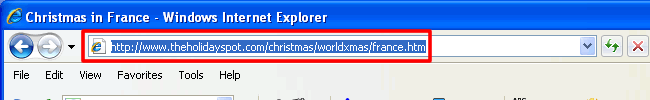 Christmas in France - Windows Internet Explorer
http://www.theholidayspot.com/christmas/worldxmas/france.htm
File Edit View Favorites Tools Help